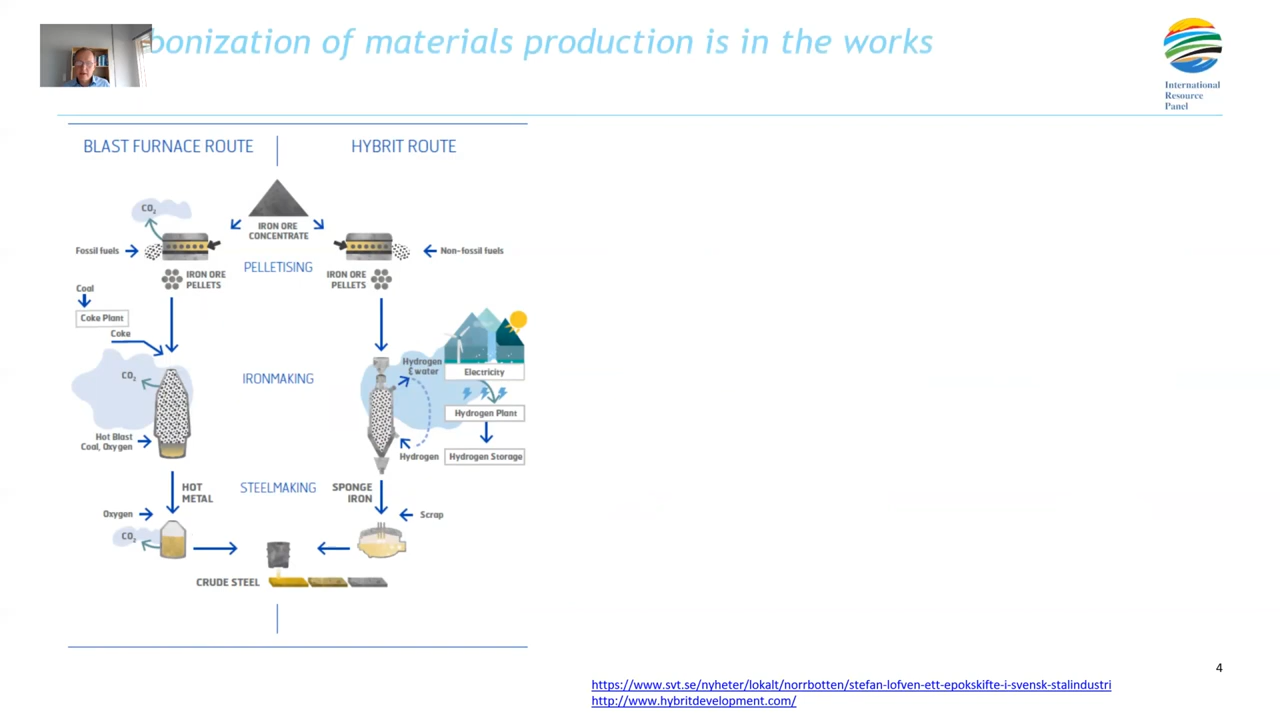 bonization of materials production is in the works
International
Resource
Panel
BLAST FURNACE ROUTE
HYBRIT ROUTE
CO2
IRON ORE
CONCENTRATE
Fossil fuels
Non-fossil fuels
PELLETISING
IRON ORE
PELLETS
IRON ORE
PELLETS
Coal
Coke Plant
Coke
CO2
IRONMAKING
Hydrogen
& water
Electricity
Hydrogen Plant
Hot Blast
Coal, Oxygen
Hydrogen
Hydrogen Storage
HOT
METAL
STEELMAKING
SPONGE
IRON
Oxygen
Scrap
CO2
CRUDE STEEL
4
https://www.svt.se/nyheter/lokalt/norrbotten/stefan-lofven-ett-epokskifte-i-svensk-stalindustri
http://www.hybritdevelopment.com/